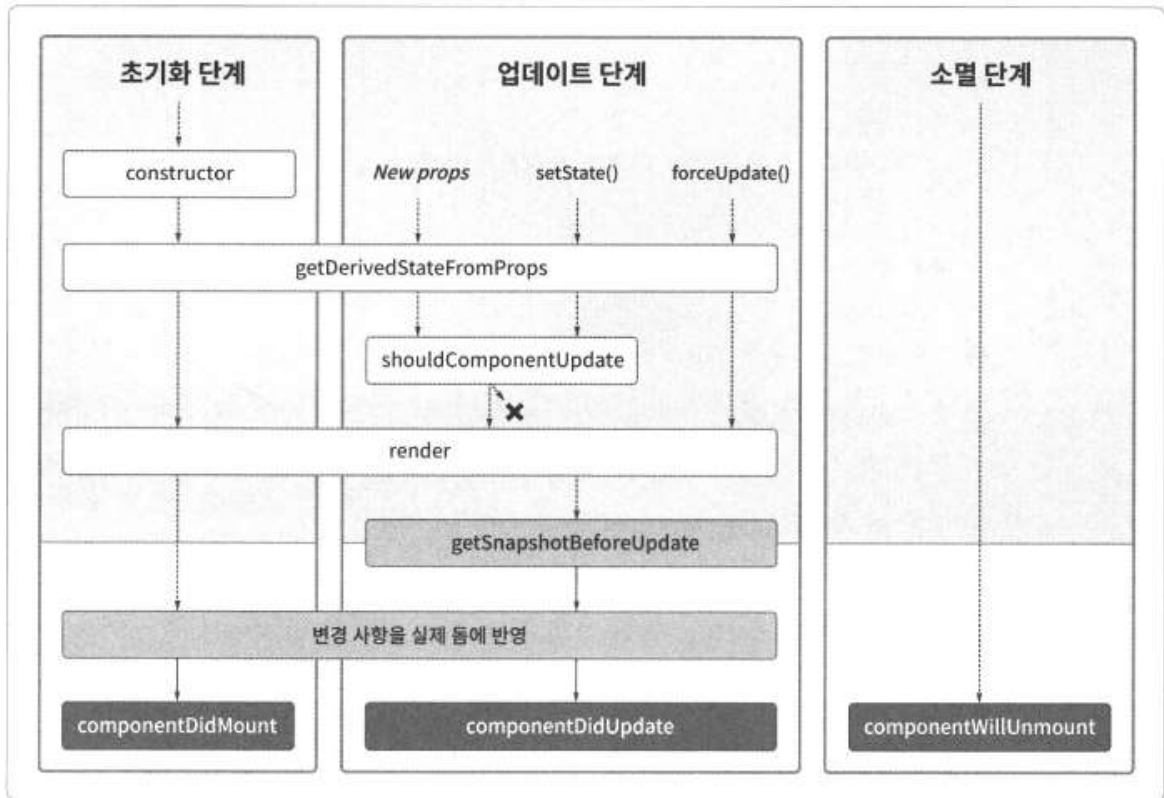 초기화 단계
업데이트 단계
소멸 단계
constructor
New props
setState()
forceUpdate()
getDerivedStateFromProps
shouldComponentUpdate
render
getSnapshotBeforeUpdate
변경 사항을 실제 돔에 반영
componentDidMount
componentDidUpdate
componentWillUnmount